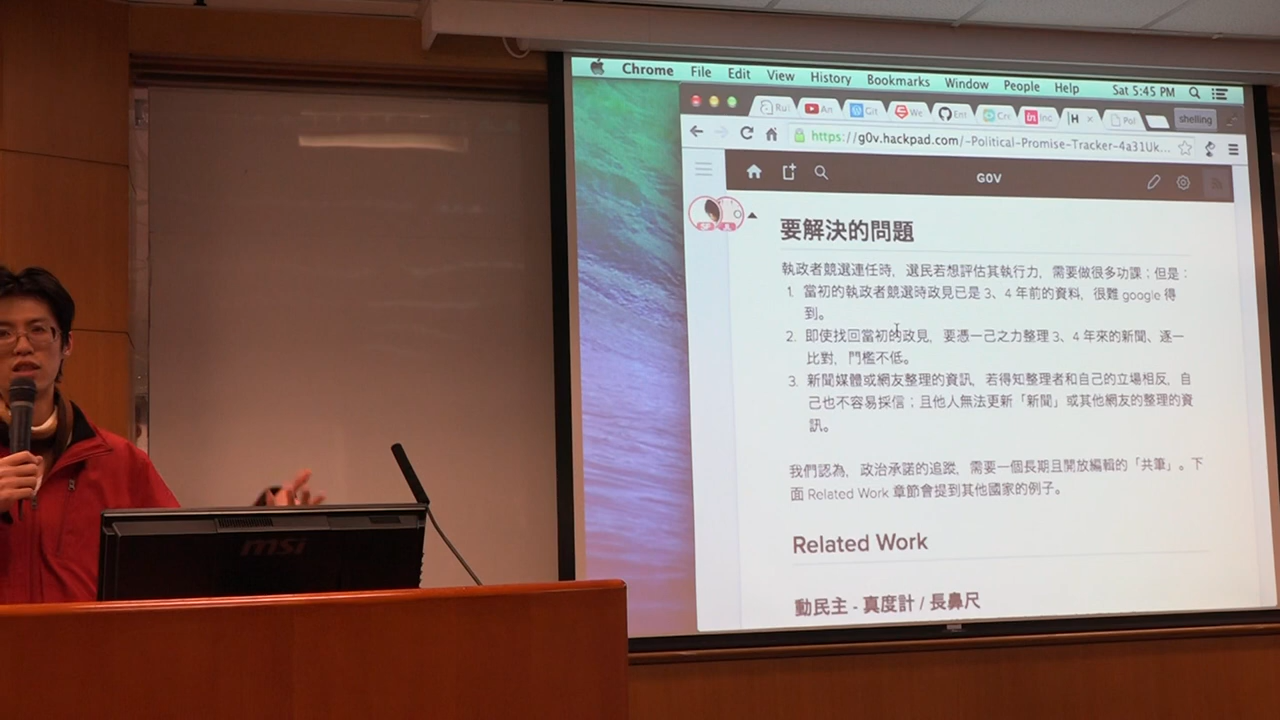 Chrome File Edit View History Bookmarks Window People Help Sat 5:45 PM
Rul An Git We Ent Cre Inc H × Pol shelling
https://g0v.hackpad.com/-Political-Promise-Tracker-4a31Uk...
G0V
要解決的問題
執政者競選連任時，選民若想評估其執行力，需要做很多功課；但是：
1. 當初的執政者競選時政見已是 3、4 年前的資料，很難 google 得
到。
2. 即使找回當初的政見，要憑一己之力整理 3、4 年來的新聞、逐一
比對，門檻不低。
3. 新聞媒體或網友整理的資訊，若得知整理者和自己的立場相反，自
己也不容易採信；且他人無法更新「新聞」或其他網友的整理的資
訊。
我們認為，政治承諾的追蹤，需要一個長期且開放編輯的「共筆」。下
面 Related Work 章節會提到其他國家的例子。
Related Work
動民主 - 真度計 / 長鼻尺
msi